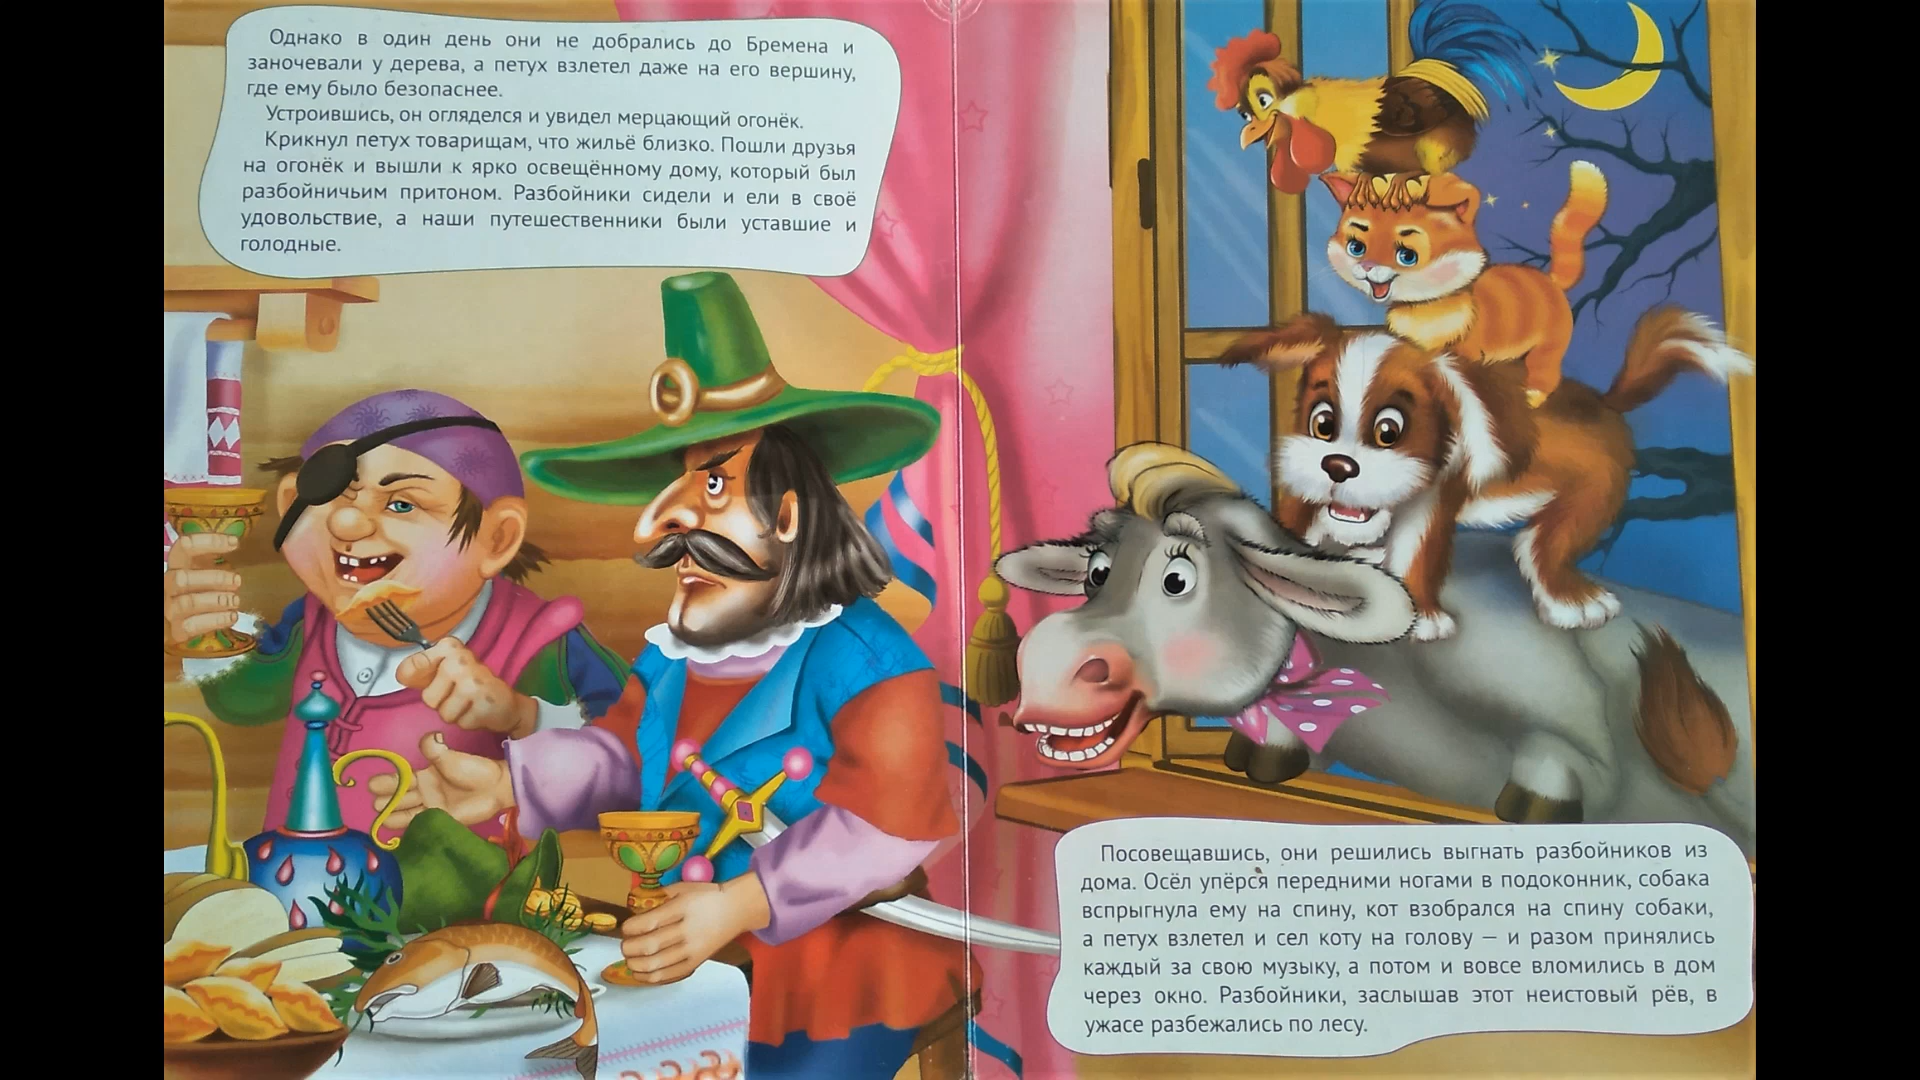 Однако в один день они не добрались до Бремена и
заночевали у дерева, а петух взлетел даже на его вершину,
где ему было безопаснее.
Устроившись, он огляделся и увидел мерцающий огонёк.
Крикнул петух товарищам, что жильё близко. Пошли друзья
на огонёк и вышли к ярко освещённому дому, который был
разбойничьим притоном. Разбойники сидели и ели в своё
удовольствие, а наши путешественники были уставшие и
голодные.
Посовещавшись, они решились выгнать разбойников из
дома. Осёл упёрся передними ногами в подоконник, собака
вспрыгнула ему на спину, кот взобрался на спину собаки,
а петух взлетел и сел коту на голову – и разом принялись
каждый за свою музыку, а потом и вовсе вломились в дом
через окно. Разбойники, заслышав этот неистовый рёв, в
ужасе разбежались по лесу.